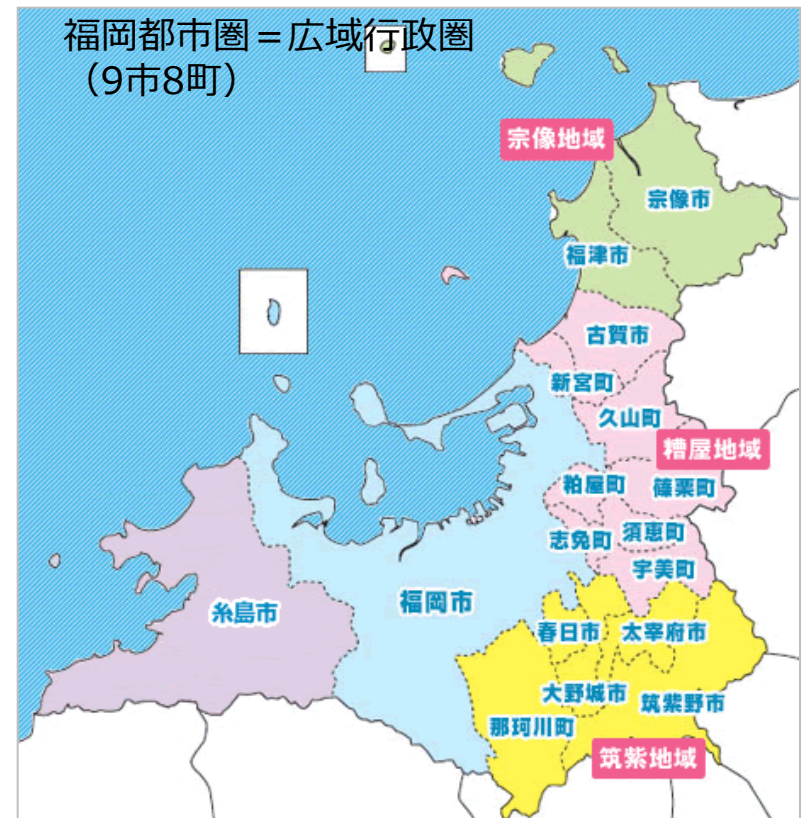 福岡都市圏＝広域行政圏
（9市8町）
宗像地域
宗像市
福津市
古賀市
新宮町
久山町
糟屋地域
粕屋町
篠栗町
志免町
須恵町
宇美町
糸島市
福岡市
春日市
太宰府市
大野城市
筑紫野市
那珂川町
筑紫地域